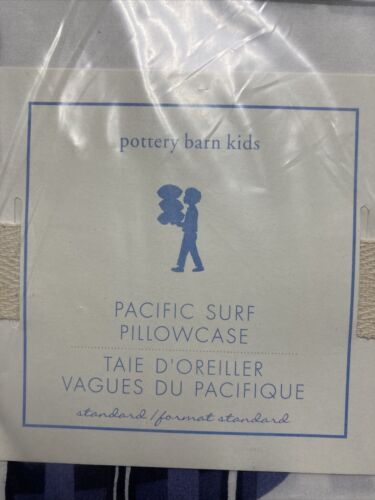 pottery barn kids
PACIFIC SURF
PILLOWCASE
TAIE D'OREILLER
VAGUES DU PACIFIQUE
standard / format standard